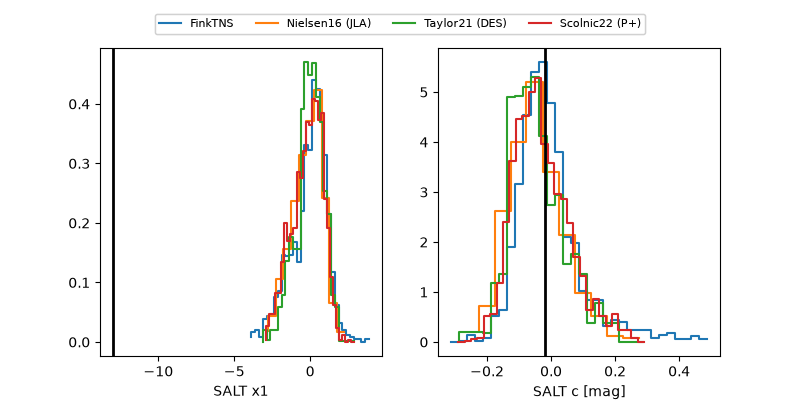 FinkTNS Nielsen16 (JLA) Taylor21 (DES) Scolnic22 (P+)
0.4
0.3
0.2
0.1
0.0
−10 −5 0
SALT x1
5
4
3
2
1
0
−0.2 0.0 0.2 0.4
SALT c [mag]